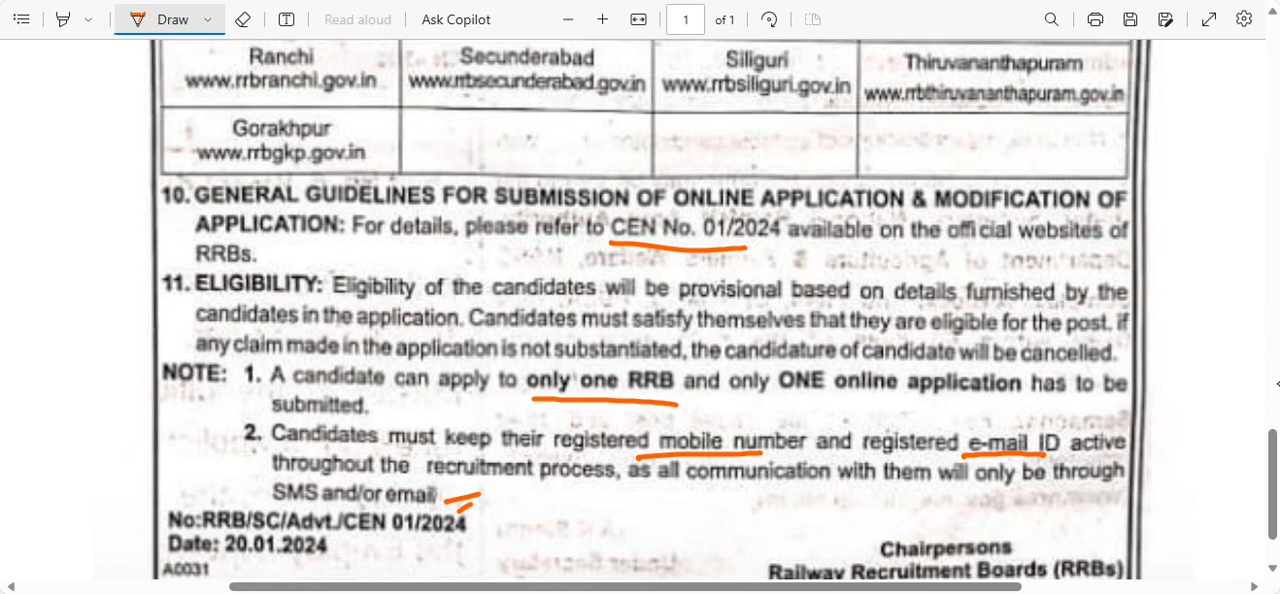 Draw
Read aloud
Ask Copilot
1 of 1
Ranchi Secunderabad Siliguri Thiruvananthapuram
www.rrbranchi.gov.in www.rrbsecunderabad.gov.in www.rrbsiliguri.gov.in www.rrbthiruvananthapuram.gov.in
Gorakhpur
www.rrbgkp.gov.in
10. GENERAL GUIDELINES FOR SUBMISSION OF ONLINE APPLICATION & MODIFICATION OF
APPLICATION: For details, please refer to CEN No. 01/2024 available on the official websites of
RRBs.
11. ELIGIBILITY: Eligibility of the candidates will be provisional based on details furnished by the
candidates in the application. Candidates must satisfy themselves that they are eligible for the post. if
any claim made in the application is not substantiated, the candidature of candidate will be cancelled.
NOTE: 1. A candidate can apply to only one RRB and only ONE online application has to be
submitted.
2. Candidates must keep their registered mobile number and registered e-mail ID active
throughout the recruitment process, as all communication with them will only be through
SMS and/or email
No:RRB/SC/Advt./CEN 01/2024
Date: 20.01.2024
Chairpersons
A0031 Railway Recruitment Boards (RRBs)